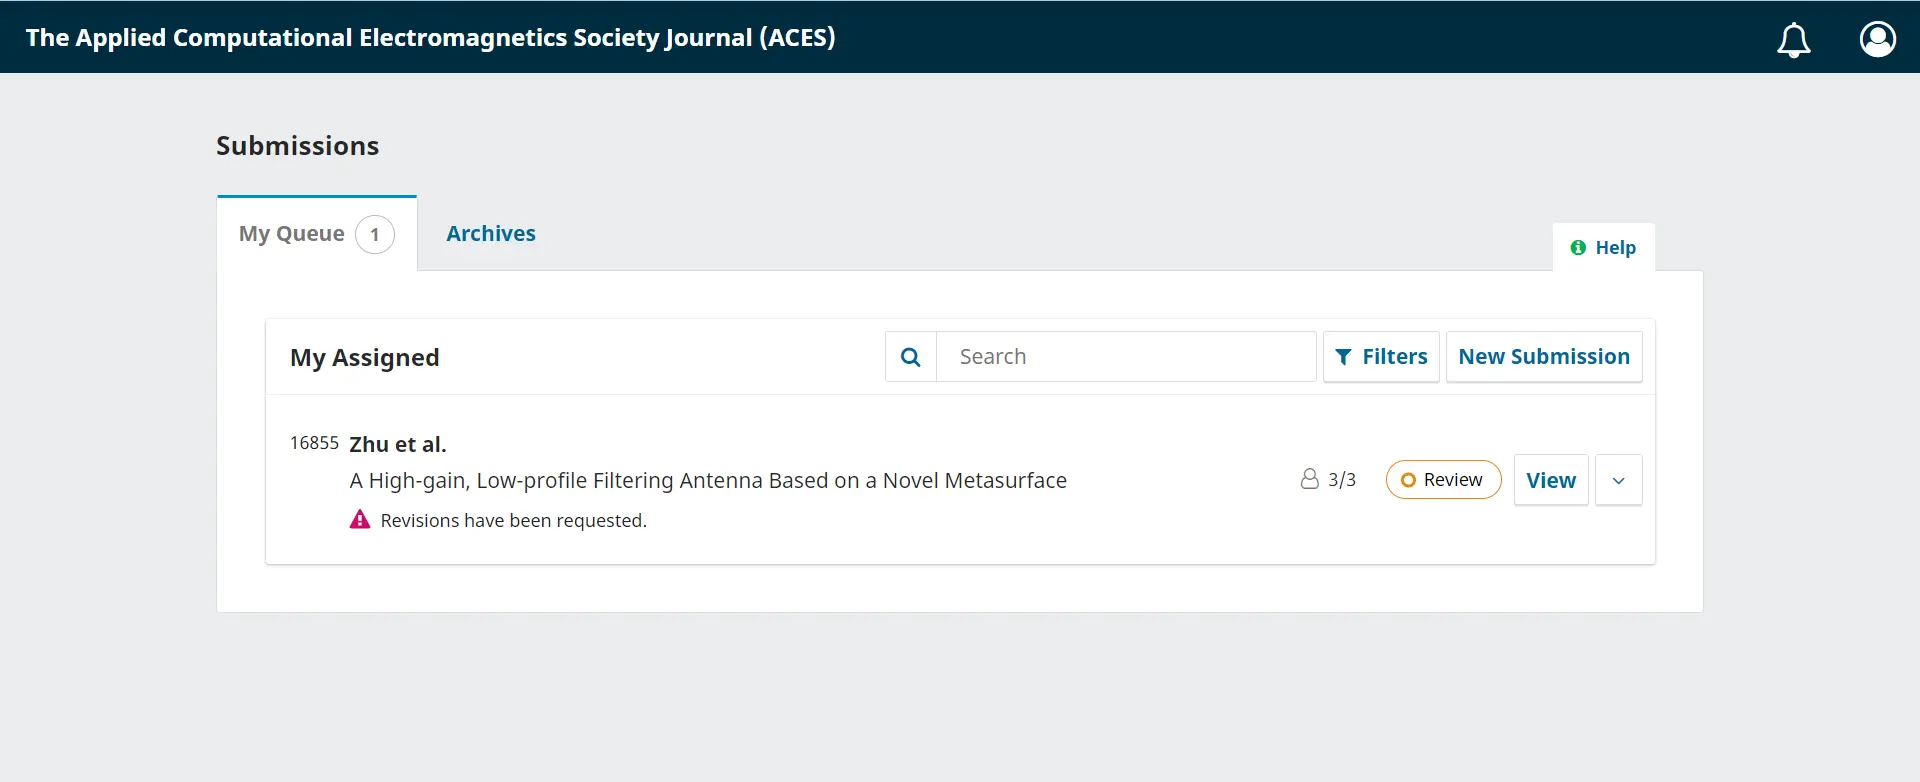 The Applied Computational Electromagnetics Society Journal (ACES)
Submissions
My Queue 1
Archives
Help
My Assigned
Search
Filters
New Submission
16855 Zhu et al.
A High-gain, Low-profile Filtering Antenna Based on a Novel Metasurface
3/3
Review
View
Revisions have been requested.